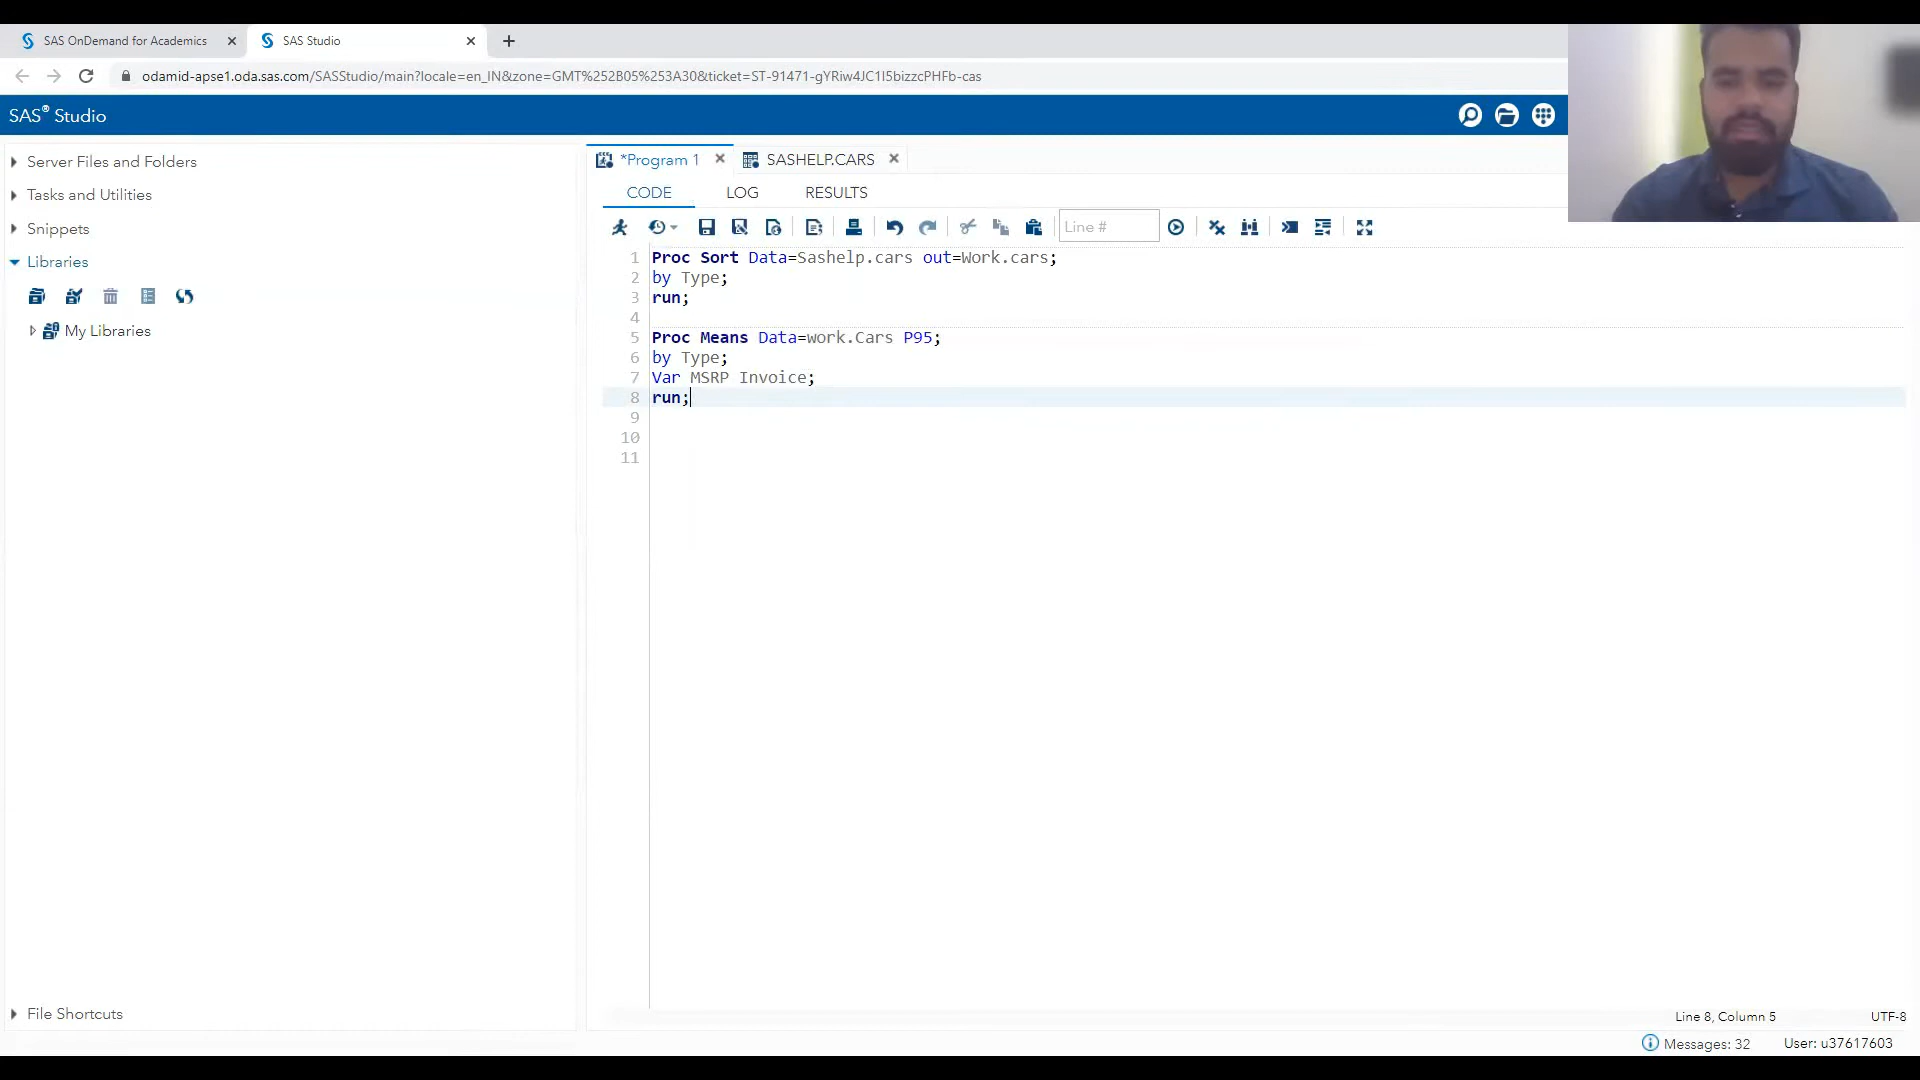 SAS OnDemand for Academics
SAS Studio
odamid-apse1.oda.sas.com/SASStudio/main?locale=en_IN&zone=GMT%252B05%253A30&ticket=ST-91471-gYRiw4JC1I5bizzcPHFb-cas
SAS® Studio
Server Files and Folders
Tasks and Utilities
Snippets
Libraries
My Libraries
File Shortcuts
*Program 1
SASHELP.CARS
CODE LOG RESULTS
Line #
1 Proc Sort Data=Sashelp.cars out=Work.cars;
2 by Type;
3 run;
4
5 Proc Means Data=work.Cars P95;
6 by Type;
7 Var MSRP Invoice;
8 run;
9
10
11
Line 8, Column 5
UTF-8
Messages: 32
User: u37617603